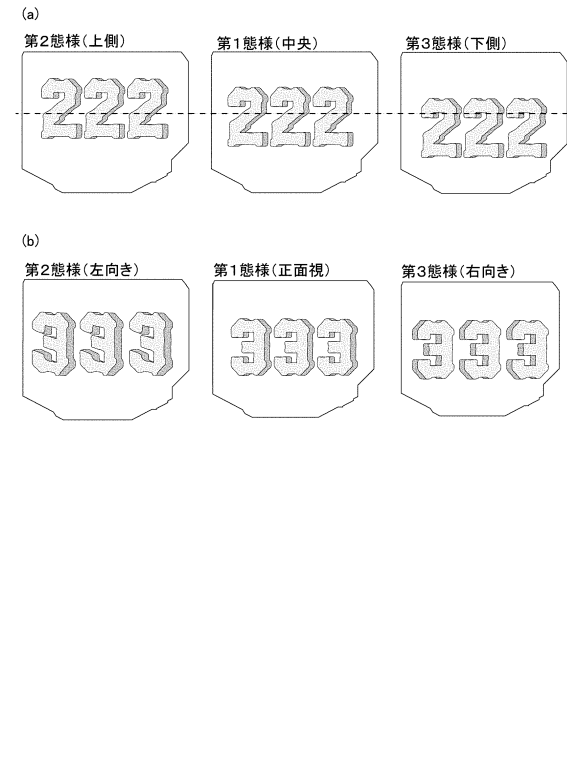 (a)
第2態様(上側) 第1態様(中央) 第3態様(下側)
222 222 222
(b)
第2態様(左向き) 第1態様(正面視) 第3態様(右向き)
333 333 333